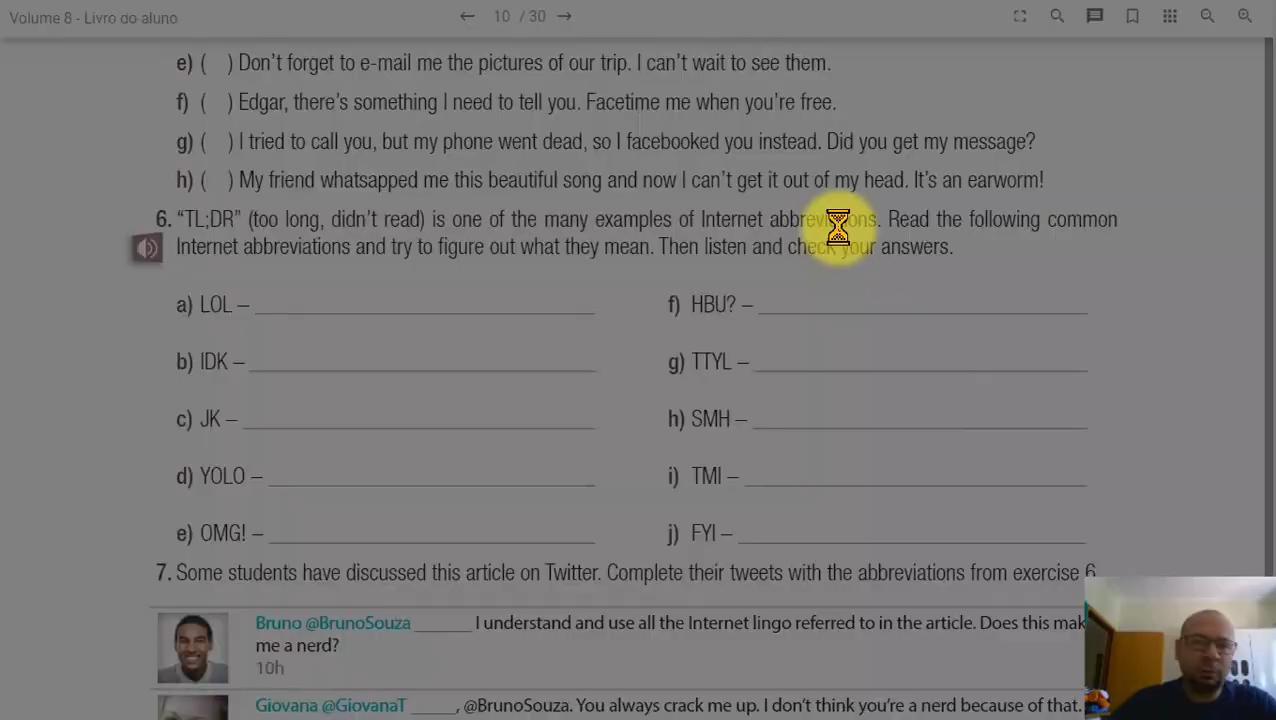 Volume 8 - Livro do aluno
10 / 30
e) ( ) Don't forget to e-mail me the pictures of our trip. I can't wait to see them.
f) ( ) Edgar, there's something I need to tell you. Facetime me when you're free.
g) ( ) I tried to call you, but my phone went dead, so I facebooked you instead. Did you get my message?
h) ( ) My friend whatsapped me this beautiful song and now I can't get it out of my head. It's an earworm!
6. “TL;DR” (too long, didn't read) is one of the many examples of Internet abbreviations. Read the following common
Internet abbreviations and try to figure out what they mean. Then listen and check your answers.
a) LOL –
f) HBU? –
b) IDK –
g) TTYL –
c) JK –
h) SMH –
d) YOLO –
i) TMI –
e) OMG! –
j) FYI –
7. Some students have discussed this article on Twitter. Complete their tweets with the abbreviations from exercise 6.
Bruno @BrunoSouza ______ I understand and use all the Internet lingo referred to in the article. Does this mak
me a nerd?
10h
Giovana @GiovanaT _____, @BrunoSouza. You always crack me up. I don't think you're a nerd because of that.